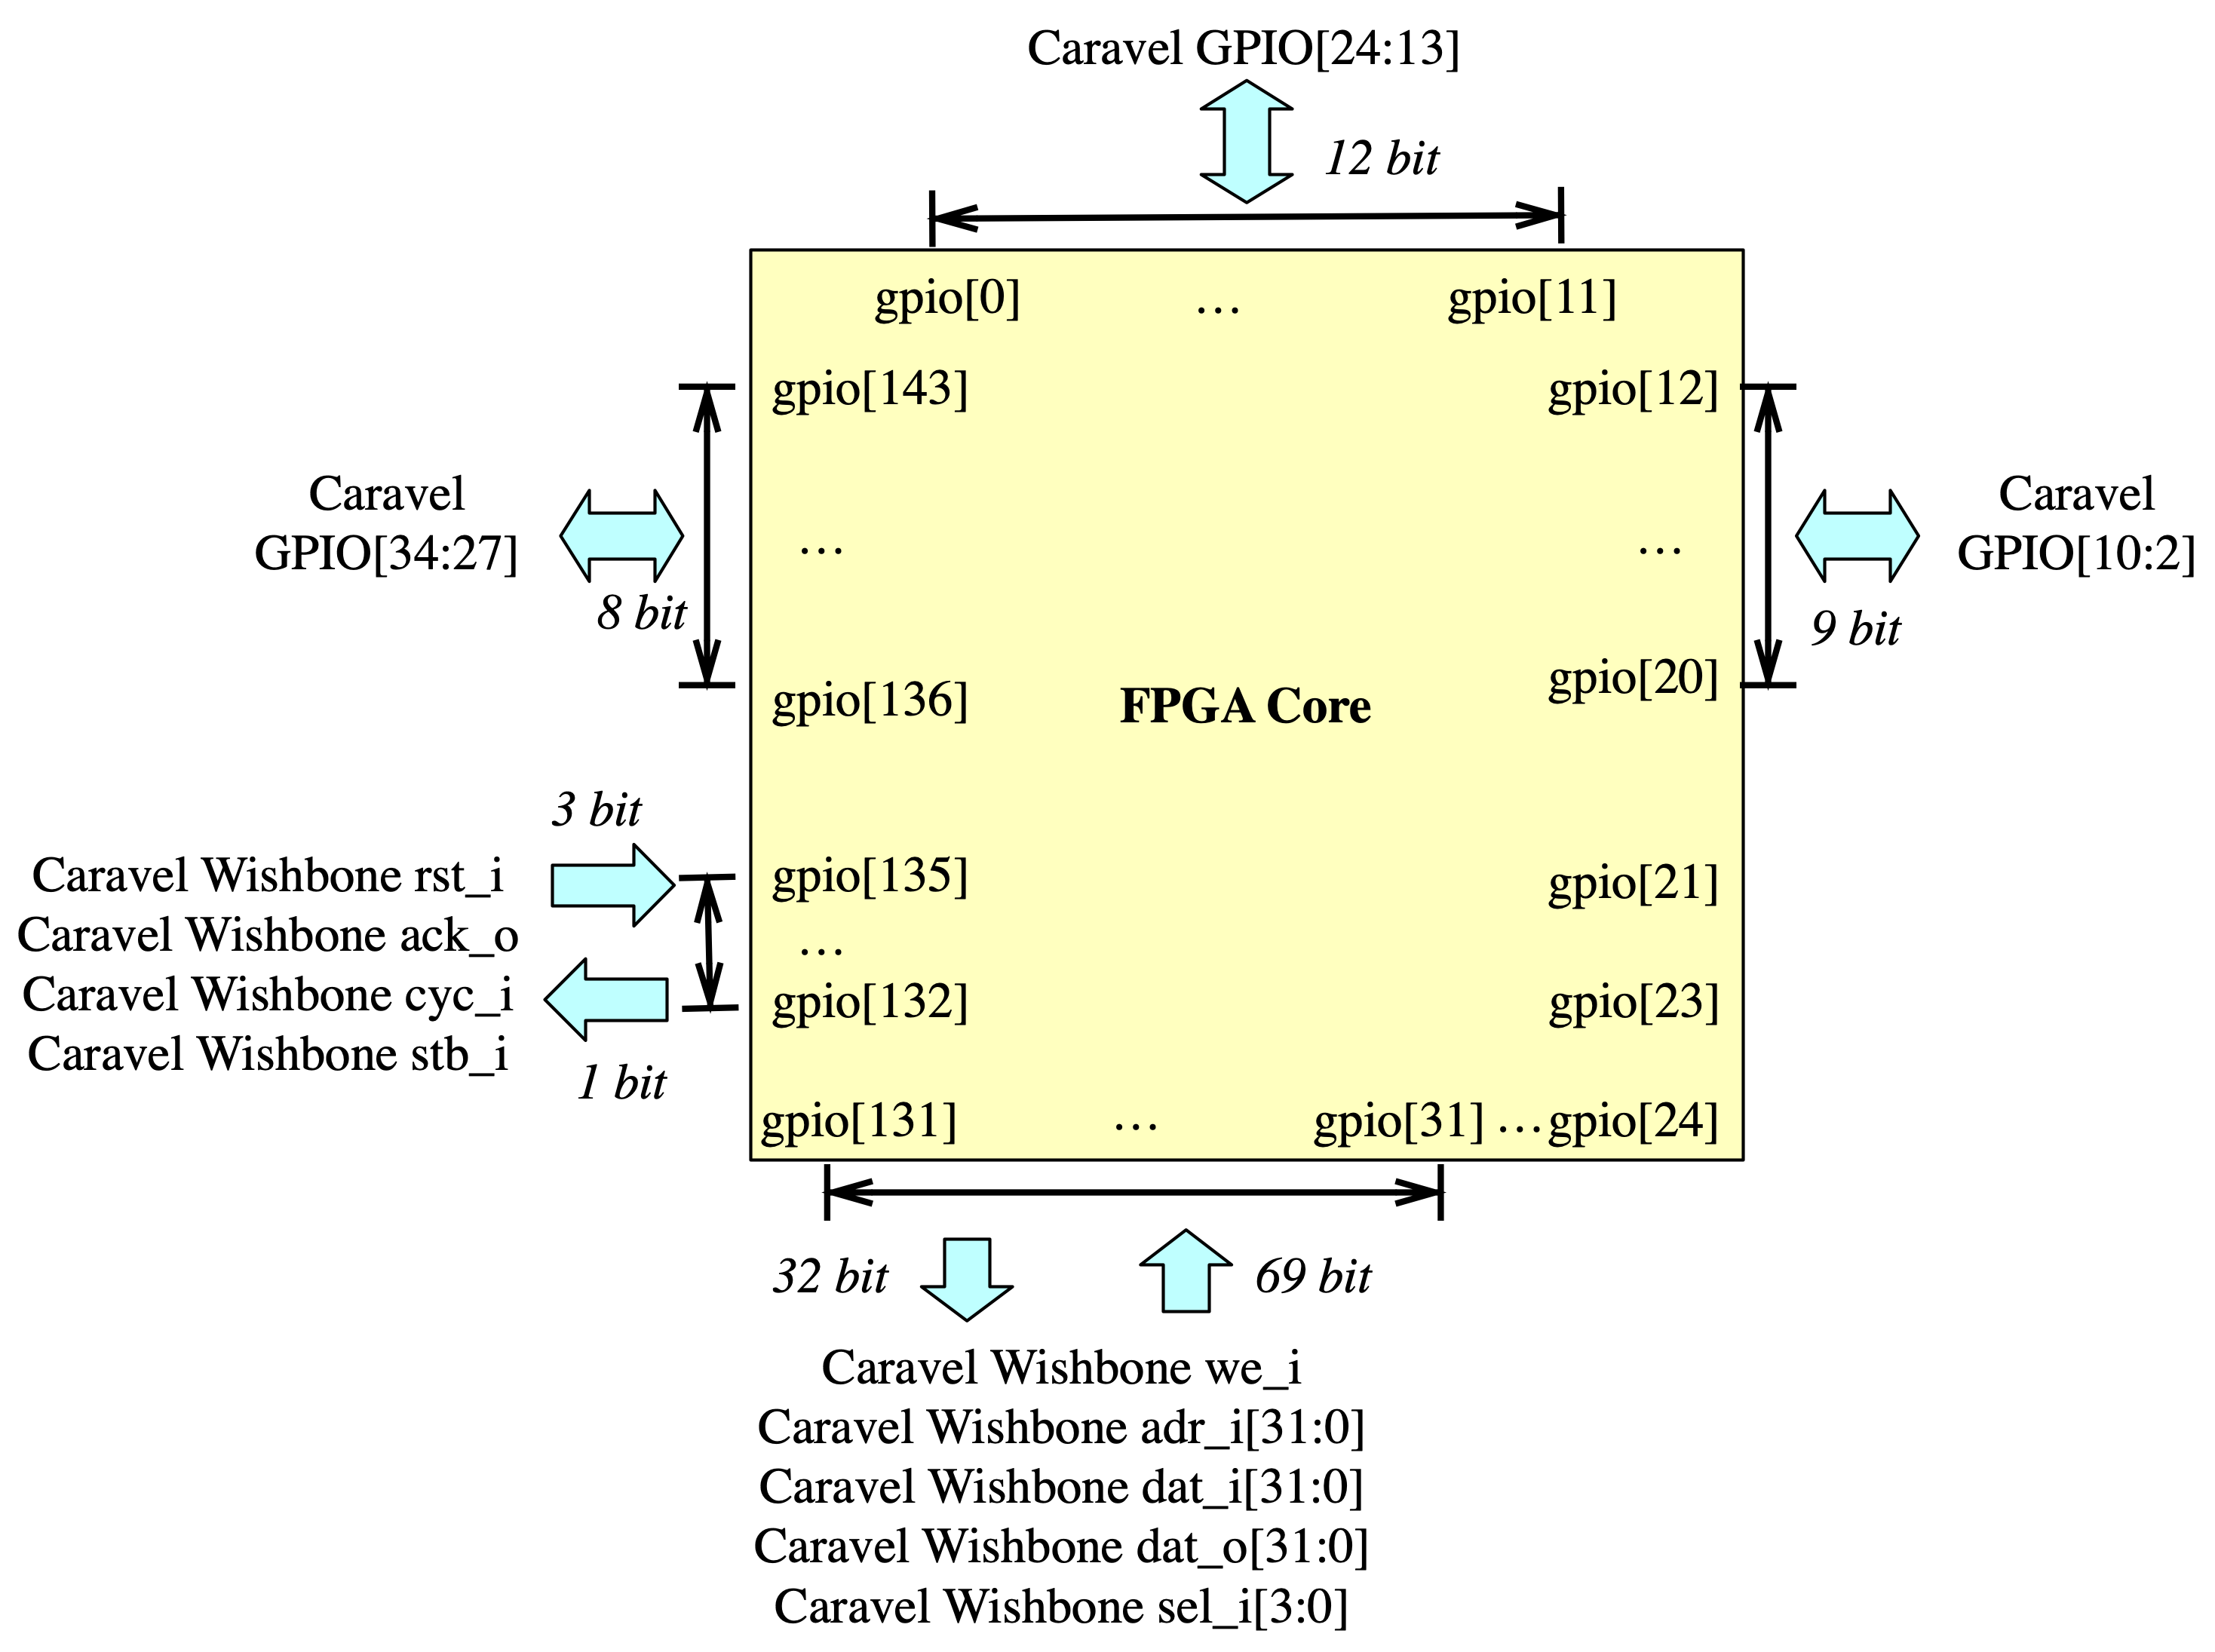 Caravel GPIO[24:13]
12 bit
gpio[0]
...
gpio[11]
gpio[143]
gpio[12]
Caravel
GPIO[34:27]
8 bit
...
...
Caravel
GPIO[10:2]
9 bit
gpio[136]
FPGA Core
gpio[20]
3 bit
Caravel Wishbone rst_i
Caravel Wishbone ack_o
Caravel Wishbone cyc_i
Caravel Wishbone stb_i
1 bit
gpio[135]
...
gpio[132]
gpio[21]
gpio[23]
gpio[131]
...
gpio[31] ...gpio[24]
32 bit
69 bit
Caravel Wishbone we_i
Caravel Wishbone adr_i[31:0]
Caravel Wishbone dat_i[31:0]
Caravel Wishbone dat_o[31:0]
Caravel Wishbone sel_i[3:0]